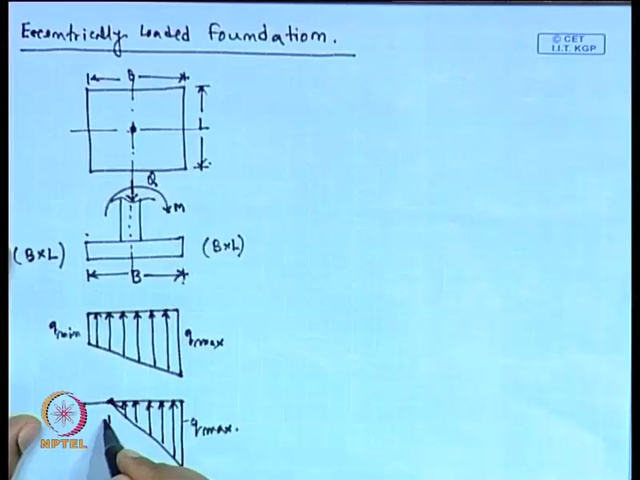 Eccentrically Loaded Foundation.
© CET
I.I.T. KGP
B
L
Q
M
(B×L)
(B×L)
B
qmin
qmax
qmax.
NPTEL